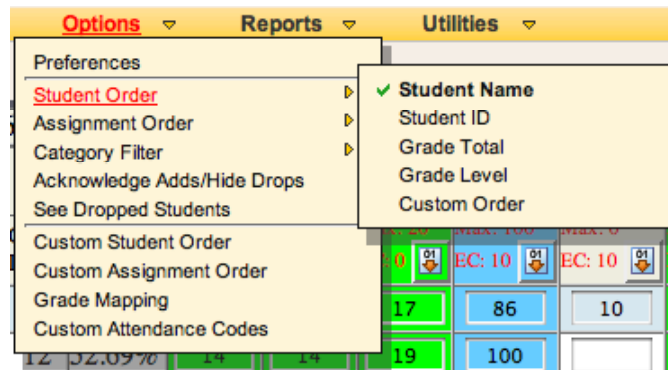 Options Reports Utilities
Preferences
Student Order
Assignment Order
Category Filter
Acknowledge Adds/Hide Drops
See Dropped Students
Custom Student Order
Custom Assignment Order
Grade Mapping
Custom Attendance Codes
Student Name
Student ID
Grade Total
Grade Level
Custom Order
EC: 10 EC: 10
17 86 10
12 52.69% 14 14 19 100